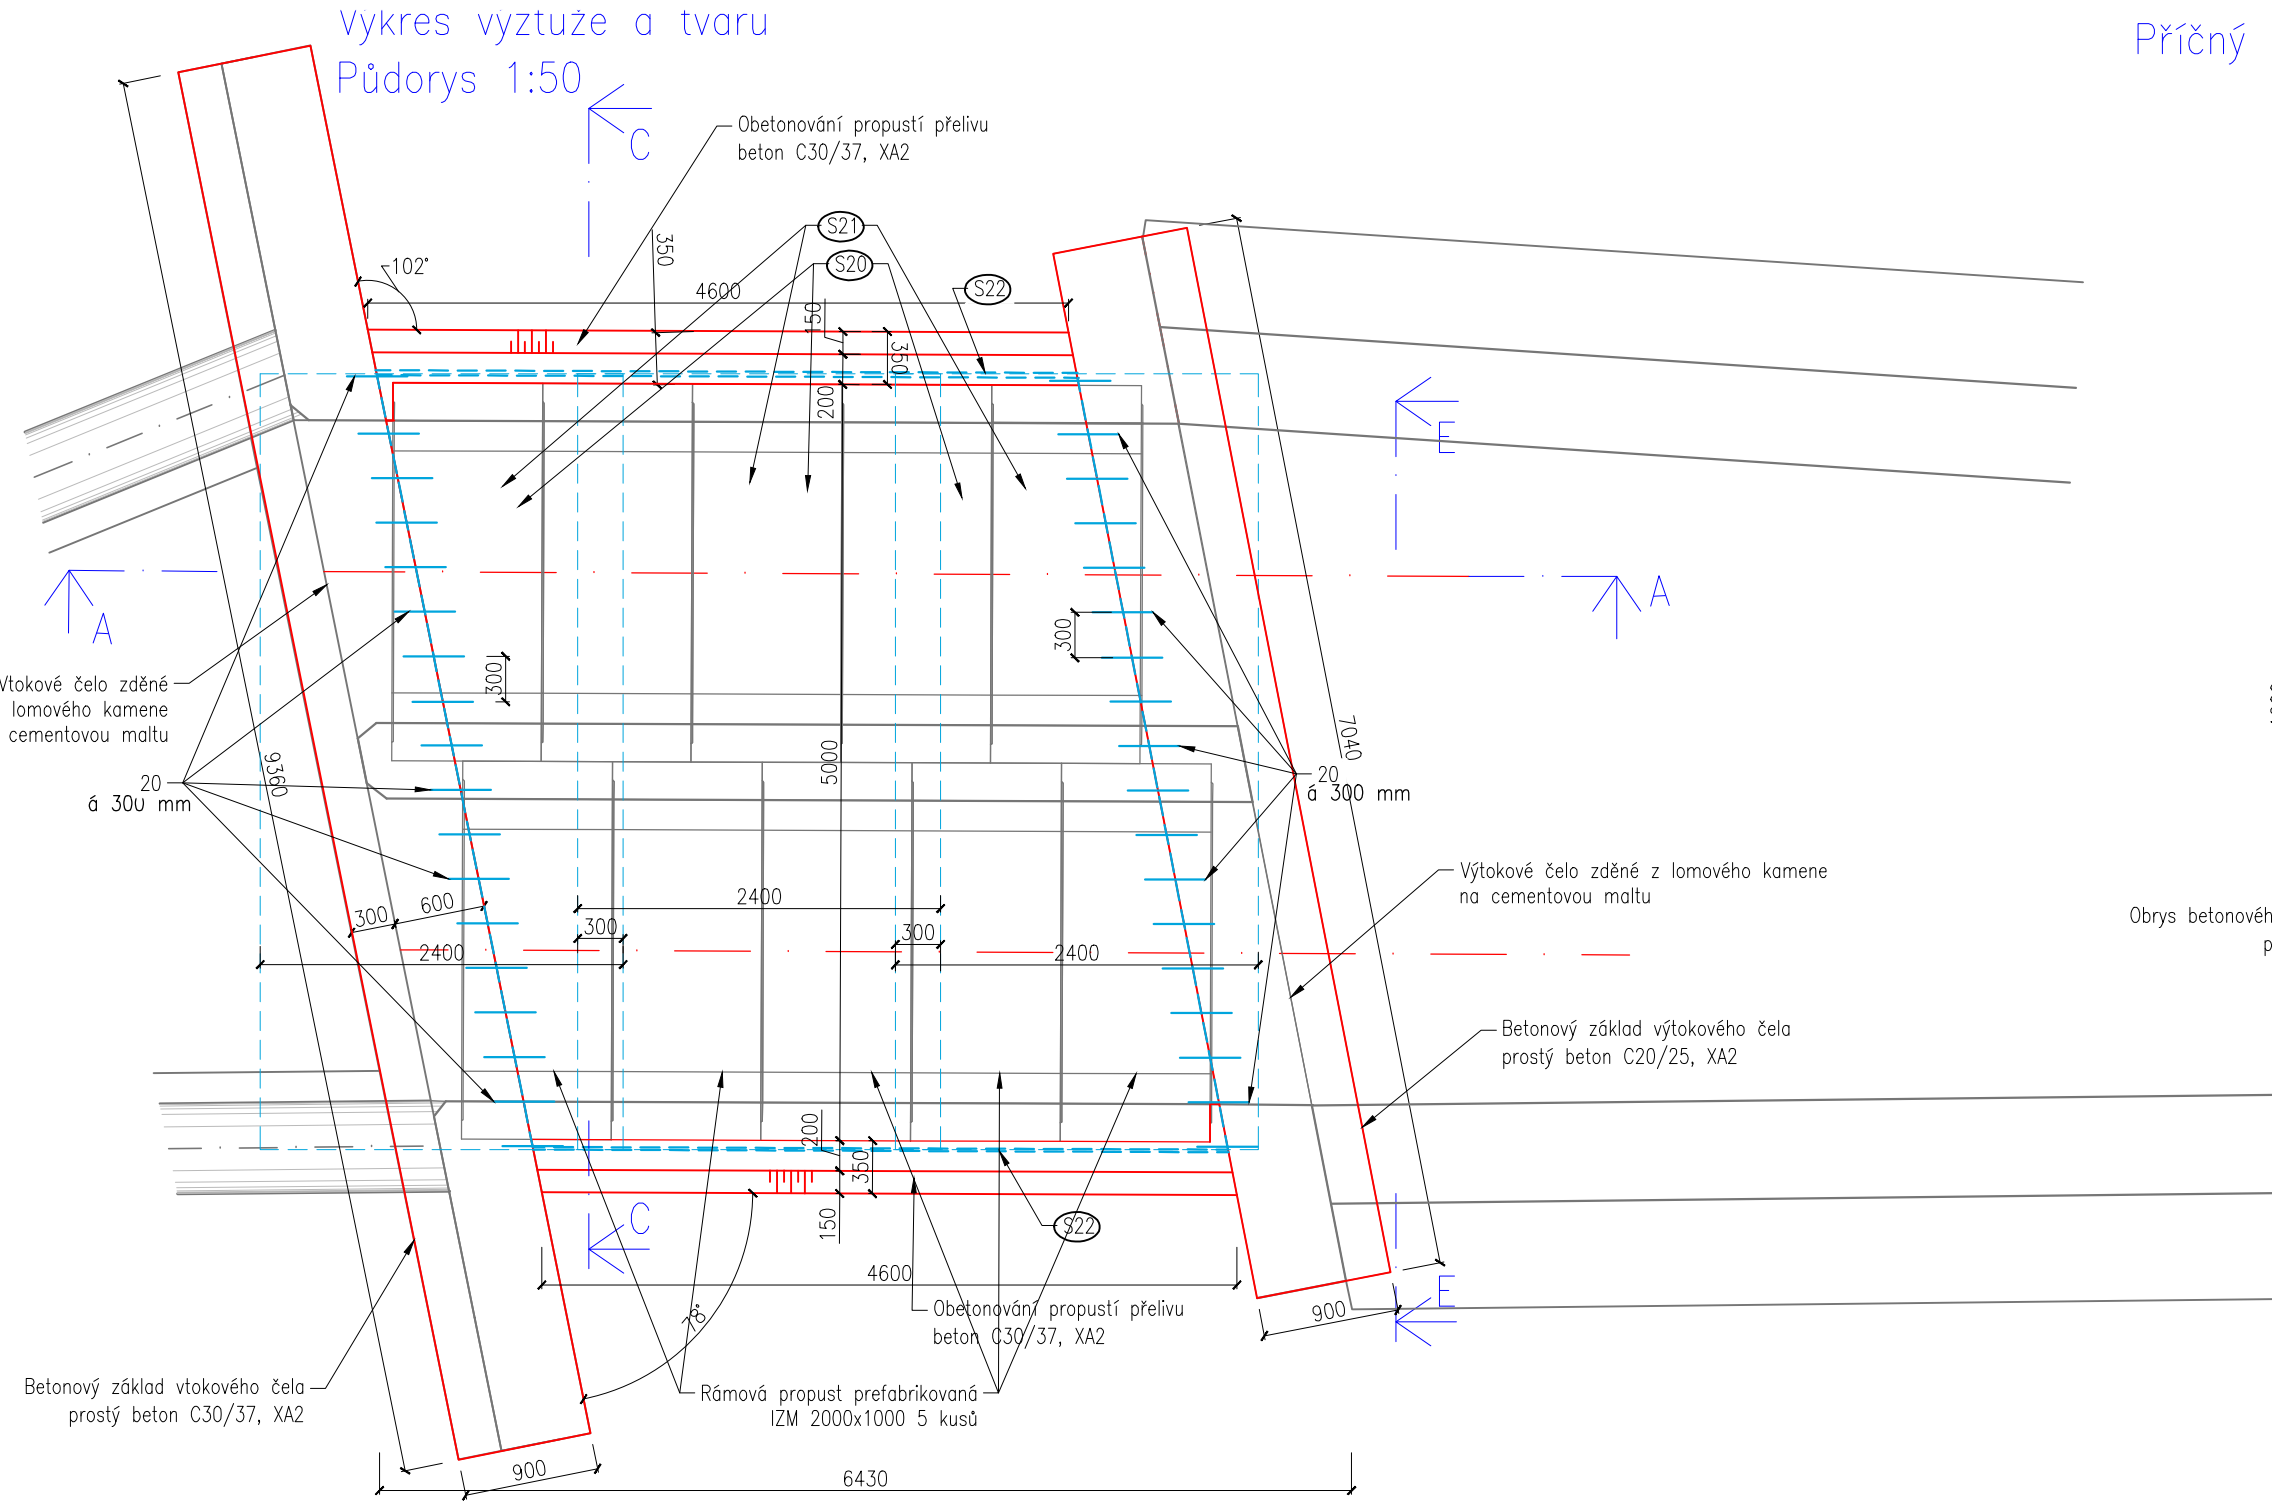 Výkres výztuže a tvaru
Půdorys 1:50
Příčný
C
Obetonování propustí přelivu
beton C30/37, XA2
S21
S20
S22
102°
350
4600
150
350
200
E
A
A
300
300
Vtokové čelo zděné
lomového kamene
cementovou maltu
20
á 300 mm
9360
5000
7040
20
á 300 mm
Výtokové čelo zděné z lomového kamene
na cementovou maltu
Obrys betonovéh
p
300
600
2400
300
300
2400
2400
Betonový základ výtokového čela
prostý beton C20/25, XA2
200
350
150
C
S22
4600
E
900
78°
Obetonování propustí přelivu
beton C30/37, XA2
Betonový základ vtokového čela
prostý beton C30/37, XA2
Rámová propust prefabrikovaná
IZM 2000x1000 5 kusů
900
6430